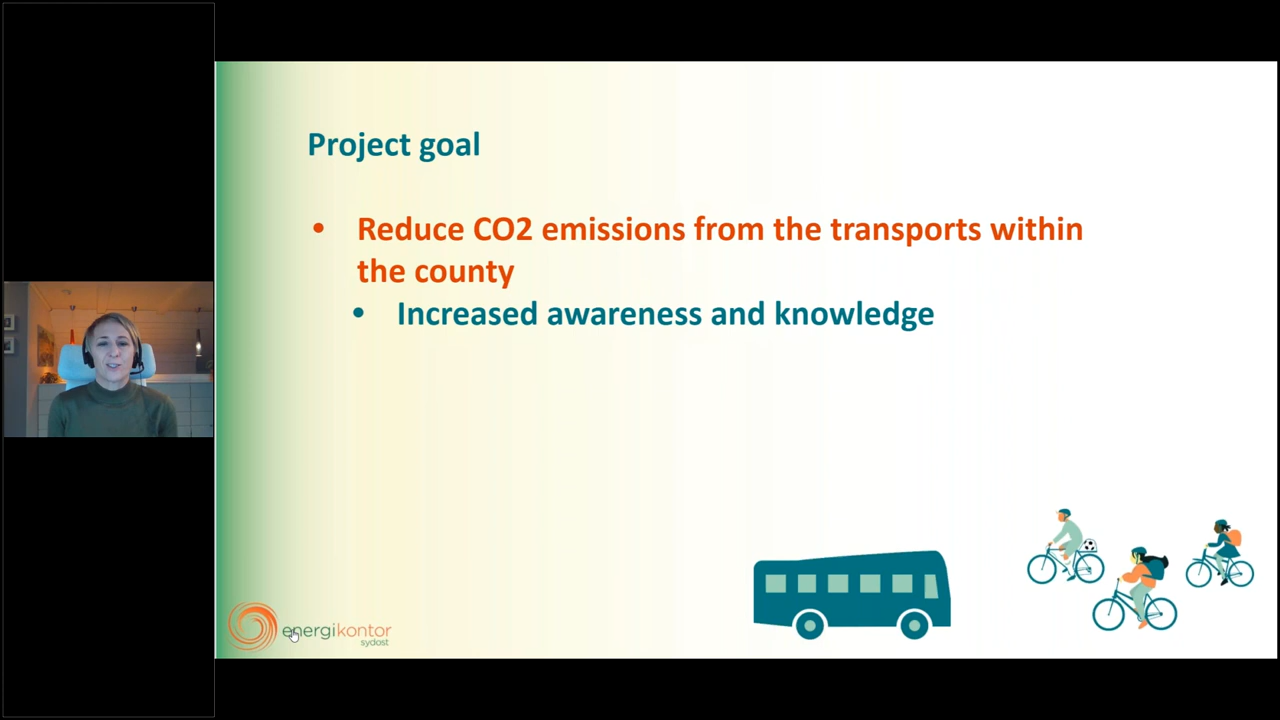 Project goal
• Reduce CO2 emissions from the transports within
the county
• Increased awareness and knowledge
energikontor
sydost